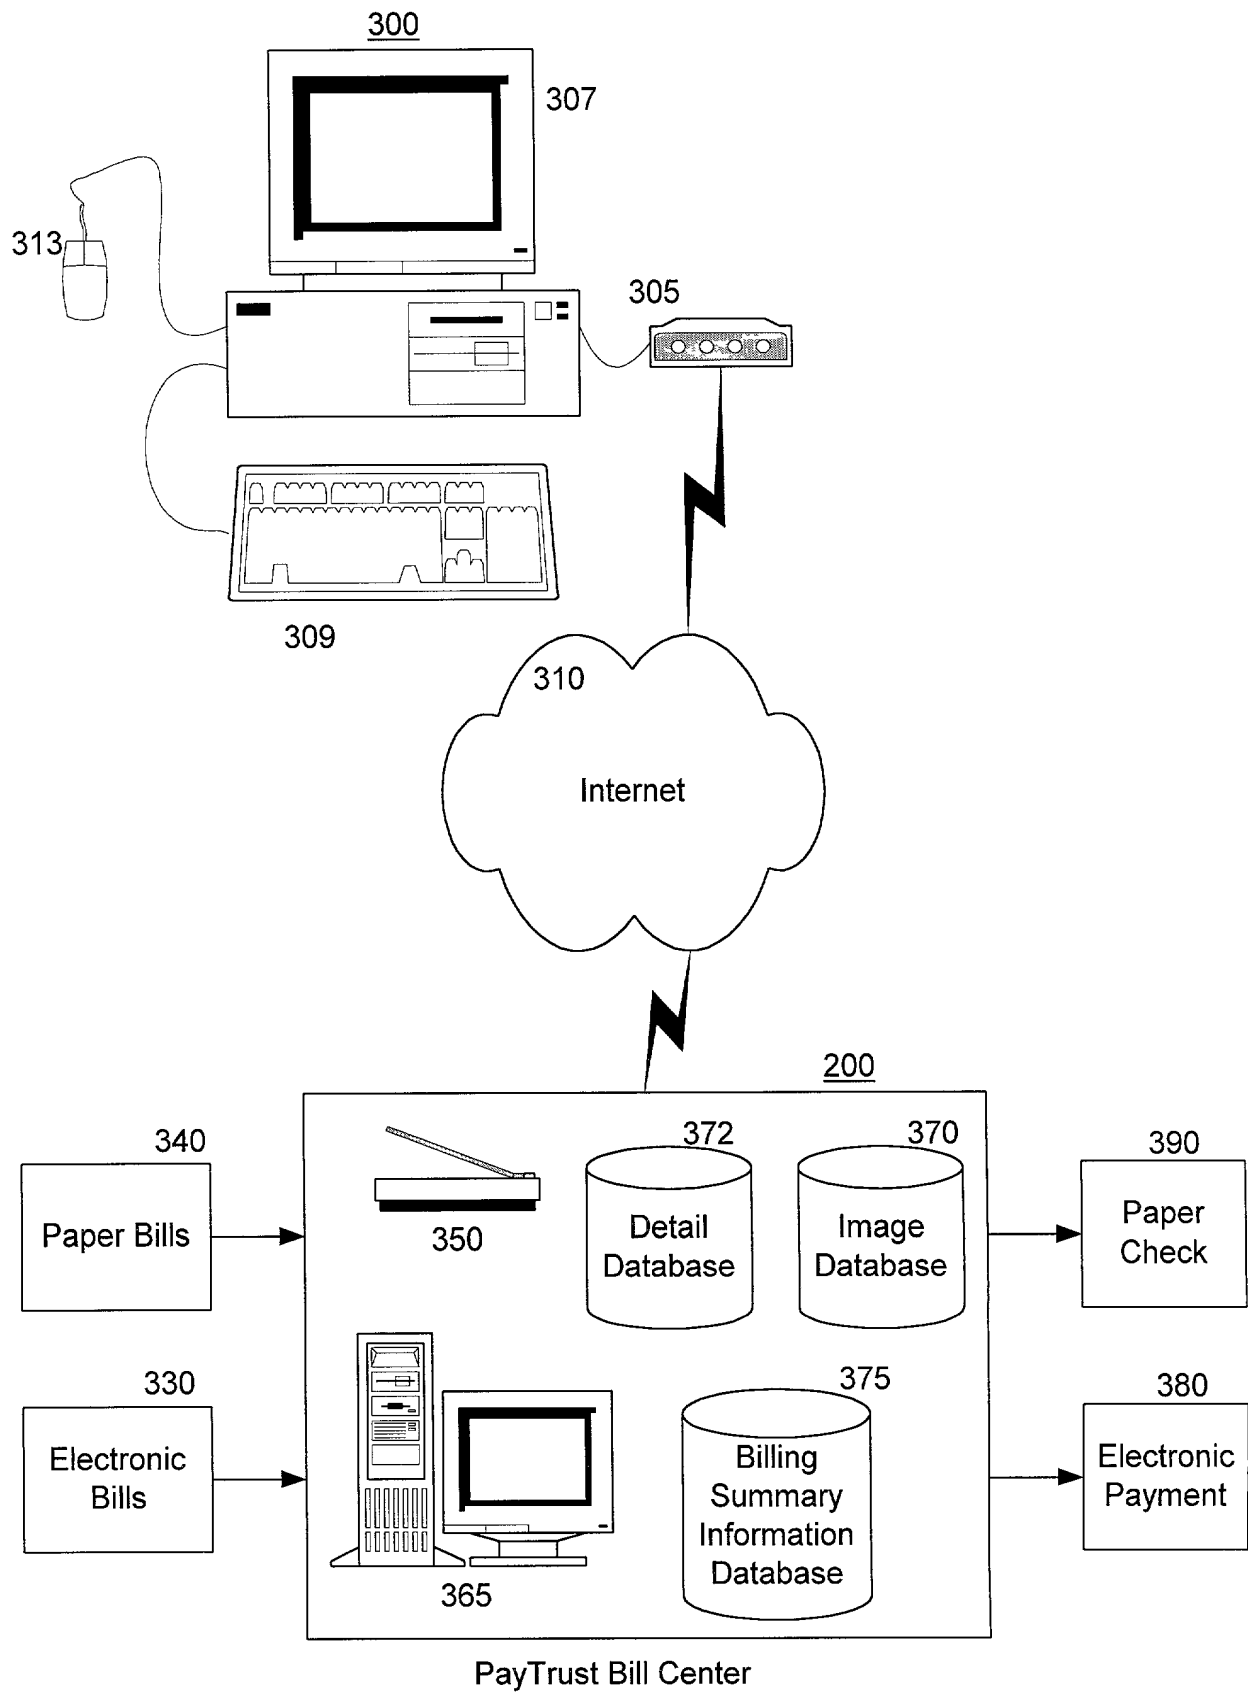 300
307
313
305
309
310
Internet
200
340
372
370
390
Paper Bills
350
Detail
Database
Image
Database
Paper
Check
330
375
380
Electronic
Bills
Billing
Summary
Information
Database
Electronic
Payment
365
PayTrust Bill Center